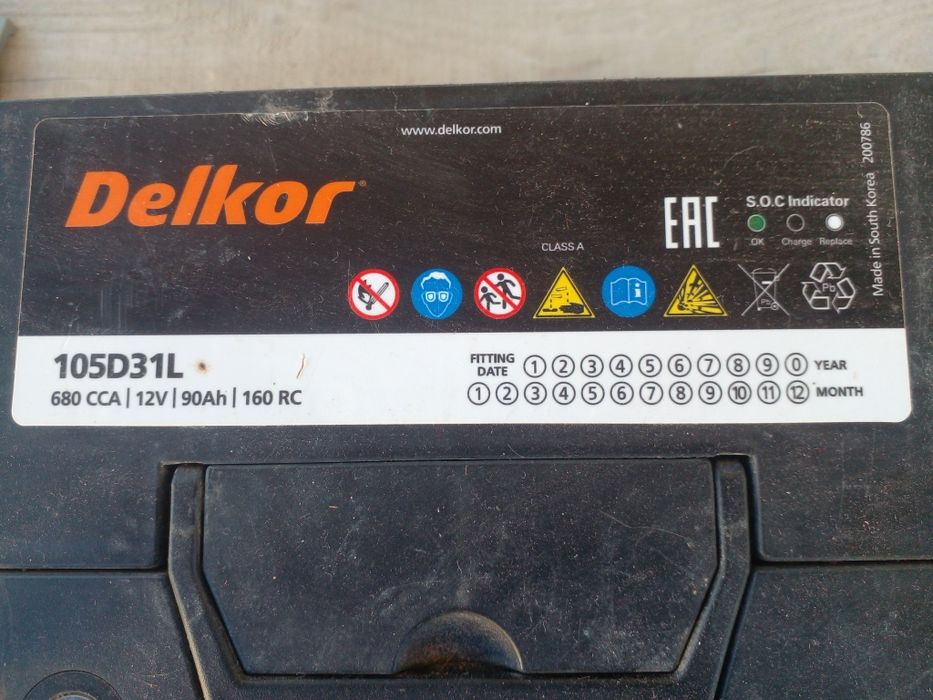 www.delkor.com
Delkor®
CLASS A
EAC
S.O.C Indicator
OK Charge Replace
Made in South Korea 200786
Pb
Pb
105D31L
680 CCA | 12V | 90Ah | 160 RC
FITTING DATE
1 2 3 4 5 6 7 8 9 0 YEAR
1 2 3 4 5 6 7 8 9 10 11 12 MONTH